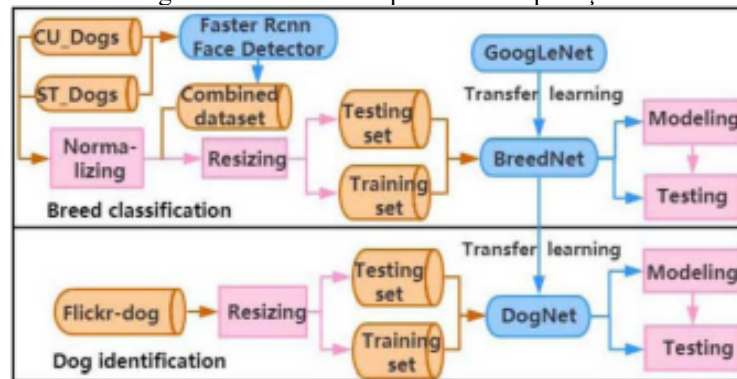 CU_Dogs
Faster Rcnn
Face Detector
GoogLeNet
ST_Dogs
Combined
dataset
Testing
set
Transfer learning
Modeling
Norma-
lizing
Resizing
BreedNet
Training
set
Testing
Breed classification
Transfer learning
Testing
set
Modeling
Flickr-dog
Resizing
DogNet
Training
set
Testing
Dog identification